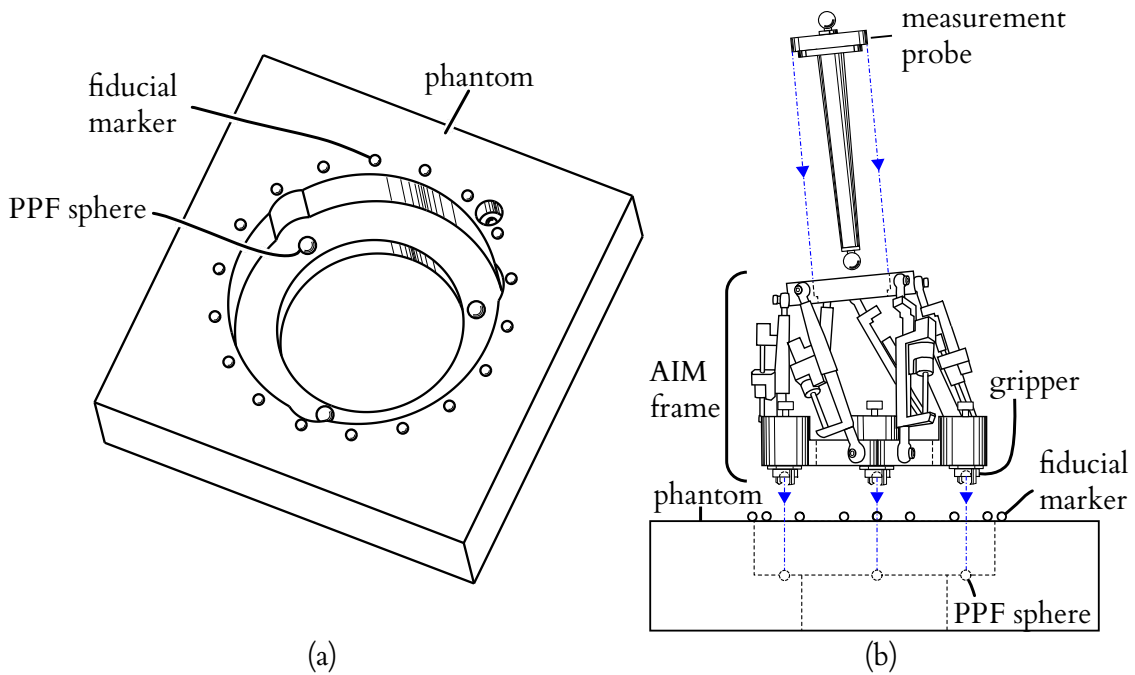 fiducial
marker
phantom
PPF sphere
(a)
measurement
probe
AIM
frame
gripper
fiducial
marker
phantom
PPF sphere
(b)